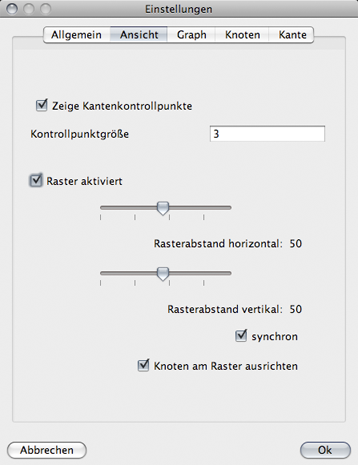 Einstellungen
Allgemein Ansicht Graph Knoten Kante
Zeige Kantenkontrollpunkte
Kontrollpunktgröße 3
Raster aktiviert
Rasterabstand horizontal: 50
Rasterabstand vertikal: 50
synchron
Knoten am Raster ausrichten
Abbrechen Ok